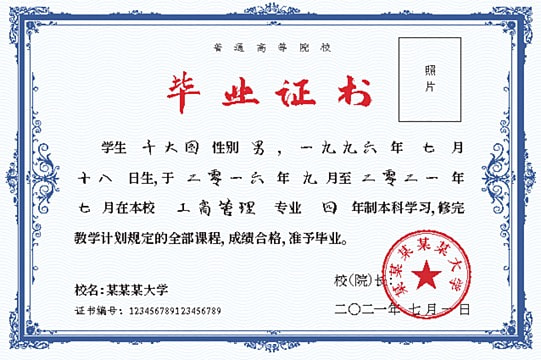 普通高等院校
毕业证书
照片
学生 千大图 性别 男，一九九六 年 七 月
十八 日生,于 二零一六 年 九 月至 二零二一 年
七 月在本校 工商管理 专业 四 年制本科学习,修完
教学计划规定的全部课程,成绩合格,准予毕业。
校名:某某某大学
校(院)长:
证书编号: 123456789123456789
二〇二一年 七月一日
某某某某某大学